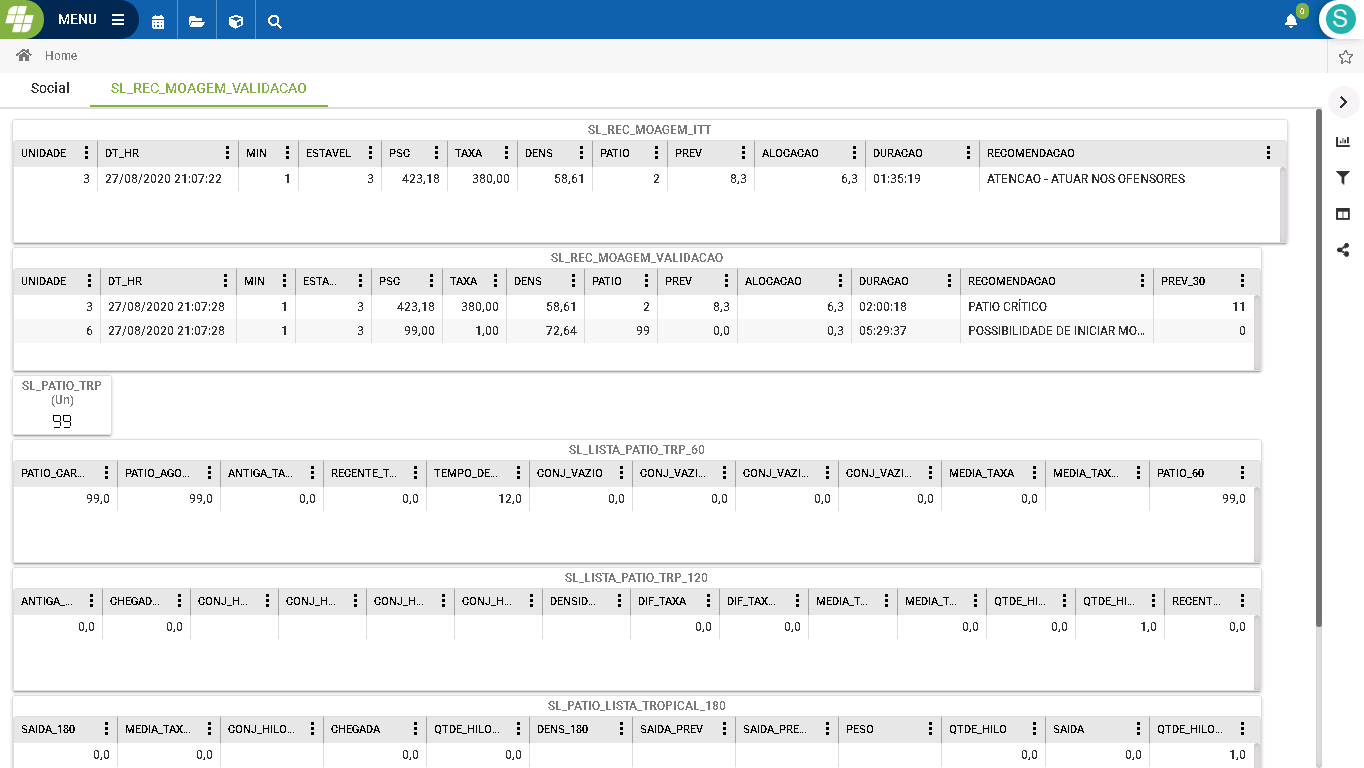 MENU
0
S
Home
Social SL_REC_MOAGEM_VALIDACAO
SL_REC_MOAGEM_ITT
UNIDADE DT_HR MIN ESTAVEL PSC TAXA DENS PATIO PREV ALOCACAO DURACAO RECOMENDACAO
3 27/08/2020 21:07:22 1 3 423,18 380,00 58,61 2 8,3 6,3 01:35:19 ATENCAO - ATUAR NOS OFENSORES
SL_REC_MOAGEM_VALIDACAO
UNIDADE DT_HR MIN ESTA... PSC TAXA DENS PATIO PREV ALOCACAO DURACAO RECOMENDACAO PREV_30
3 27/08/2020 21:07:28 1 3 423,18 380,00 58,61 2 8,3 6,3 02:00:18 PATIO CRÍTICO 11
6 27/08/2020 21:07:28 1 3 99,00 1,00 72,64 99 0,0 0,3 05:29:37 POSSIBILIDADE DE INICIAR MO... 0
SL_PATIO_TRP
(Un)
99
SL_LISTA_PATIO_TRP_60
PATIO_CAR... PATIO_AGO... ANTIGA_TA... RECENTE_T... TEMPO_DE... CONJ_VAZIO CONJ_VAZI... CONJ_VAZI... CONJ_VAZI... MEDIA_TAXA MEDIA_TAX... PATIO_60
99,0 99,0 0,0 0,0 12,0 0,0 0,0 0,0 0,0 0,0 99,0
SL_LISTA_PATIO_TRP_120
ANTIGA_... CHEGAD... CONJ_H... CONJ_H... CONJ_H... CONJ_H... DENSID... DIF_TAXA DIF_TAX... MEDIA_T... MEDIA_T... QTDE_HI... QTDE_HI... RECENT...
0,0 0,0 0,0 0,0 0,0 0,0 1,0 0,0
SL_PATIO_LISTA_TROPICAL_180
SAIDA_180 MEDIA_TAX... CONJ_HILO... CHEGADA QTDE_HILO... DENS_180 SAIDA_PREV SAIDA_PRE... PESO QTDE_HILO SAIDA QTDE_HILO...
0,0 0,0 0,0 0,0 0,0 0,0 1,0